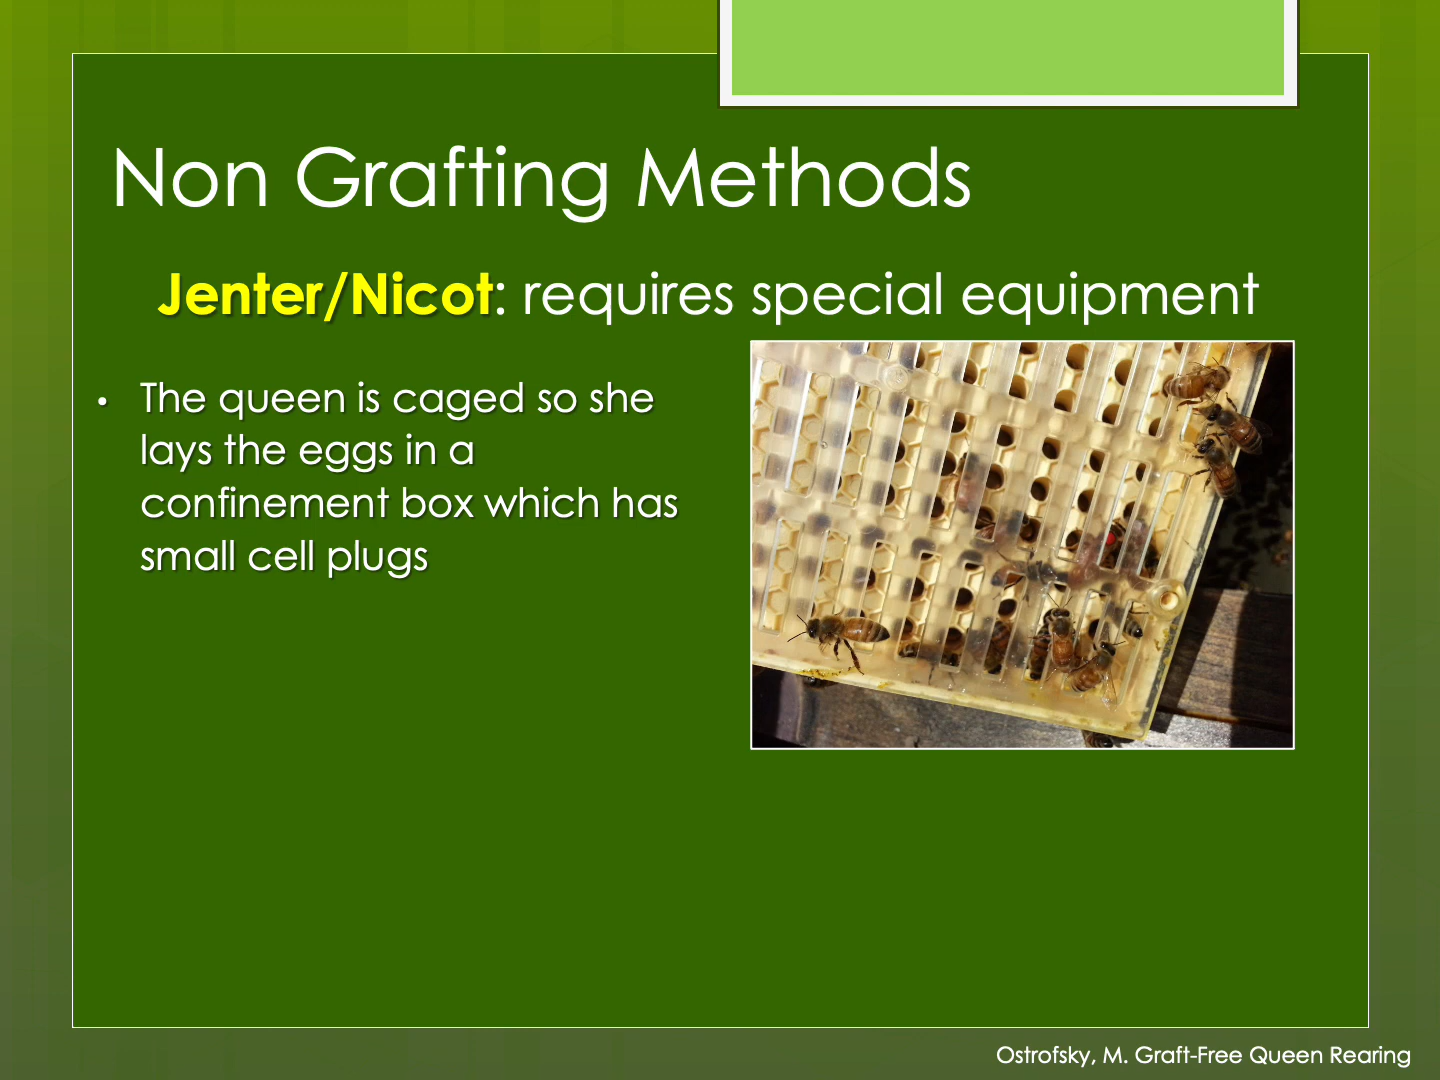 Non Grafting Methods
Jenter/Nicot: requires special equipment
• The queen is caged so she
lays the eggs in a
confinement box which has
small cell plugs
Ostrofsky, M. Graft-Free Queen Rearing